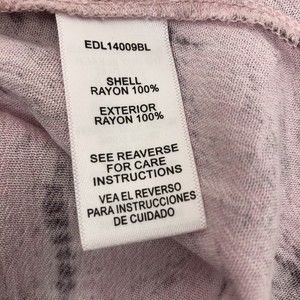 EDL14009BL
SHELL
RAYON 100%
EXTERIOR
RAYON 100%
SEE REAVERSE
FOR CARE
INSTRUCTIONS
VEA EL REVERSO
PARA INSTRUCCIONES
DE CUIDADO